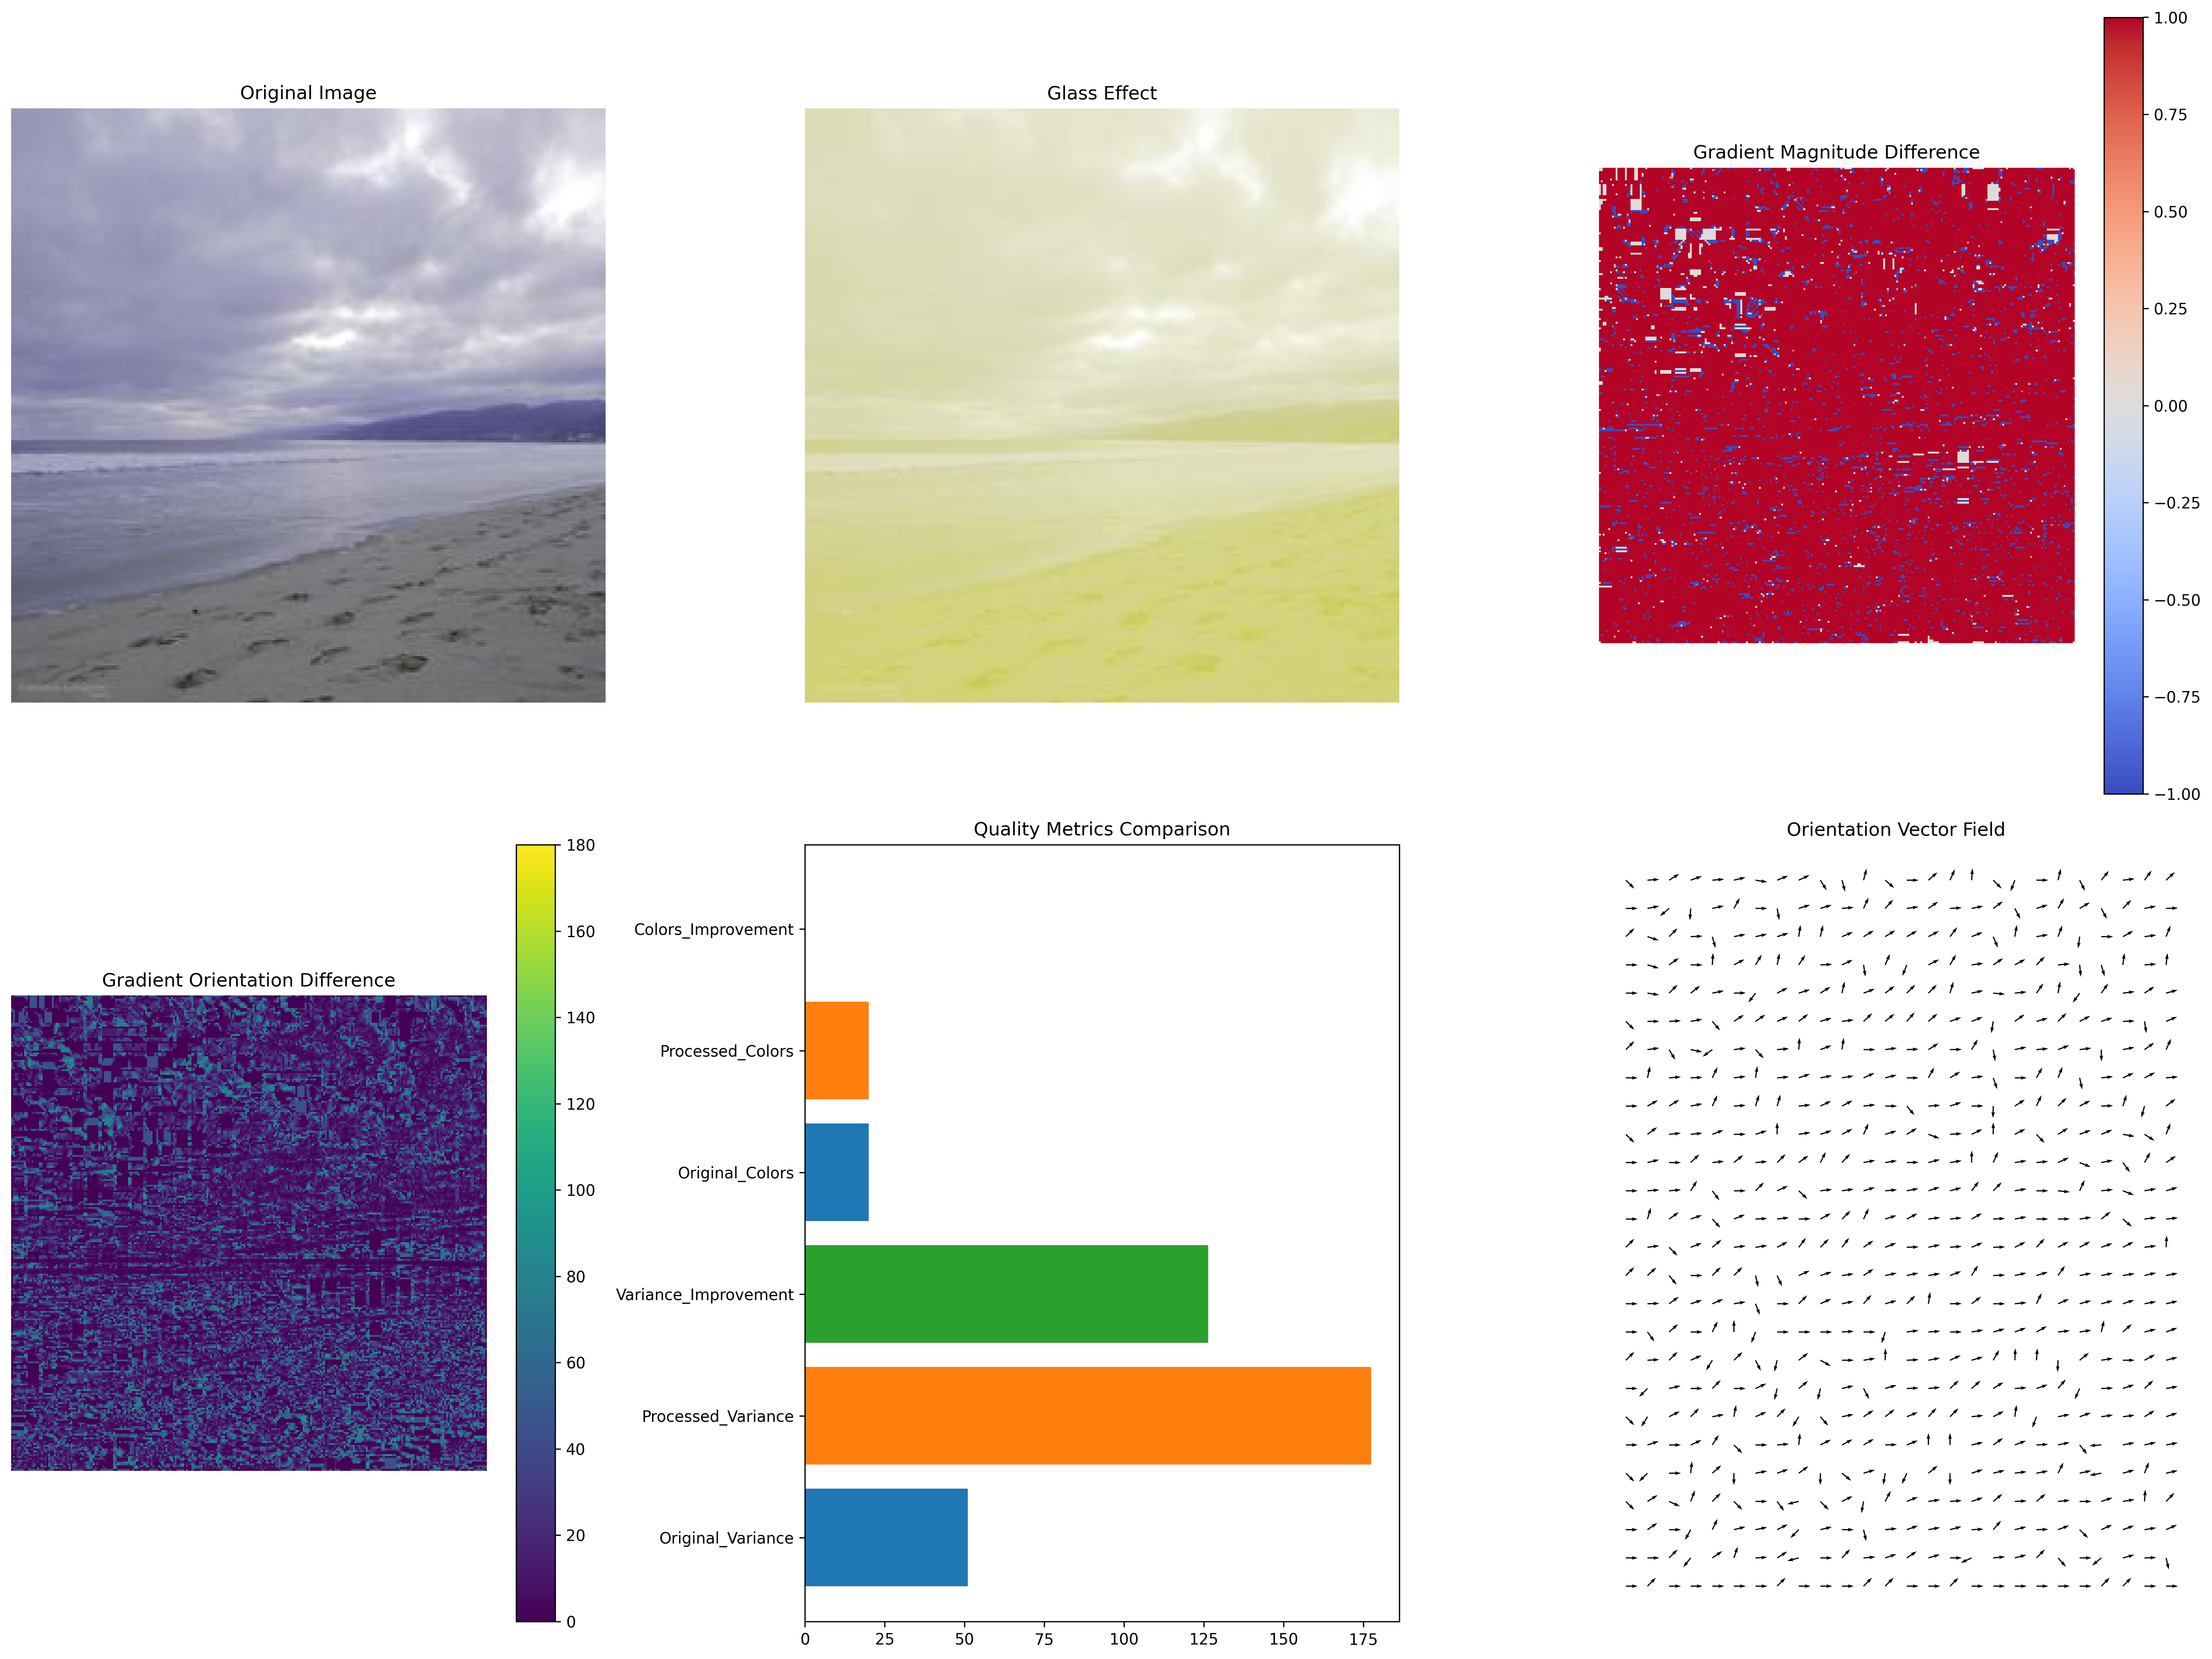 Original Image
Glass Effect
Gradient Magnitude Difference
1.00
0.75
0.50
0.25
0.00
−0.25
−0.50
−0.75
−1.00
Gradient Orientation Difference
180
160
140
120
100
80
60
40
20
0
Quality Metrics Comparison
Colors_Improvement
Processed_Colors
Original_Colors
Variance_Improvement
Processed_Variance
Original_Variance
0 25 50 75 100 125 150 175
Orientation Vector Field